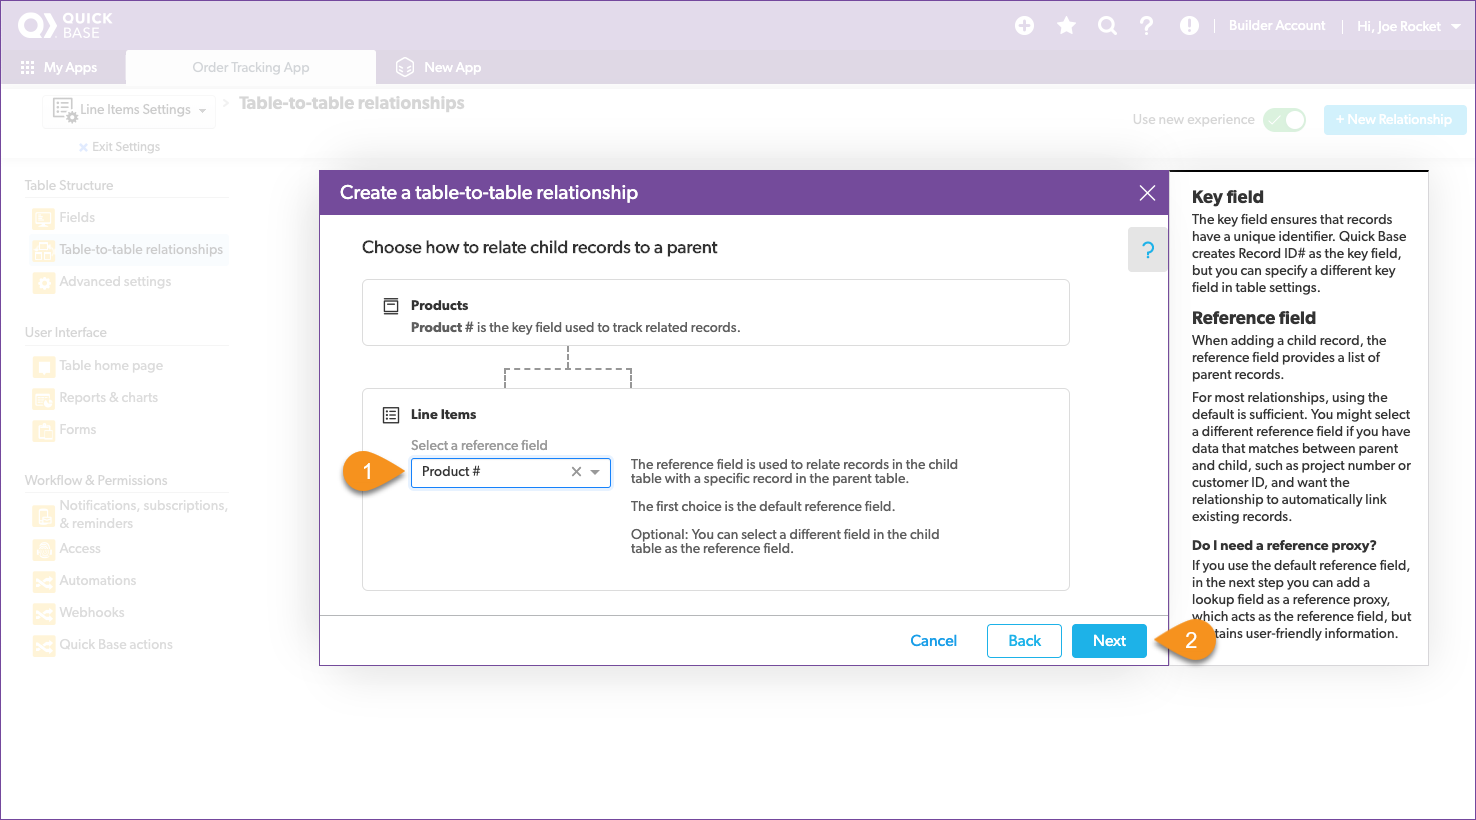 QUICK
BASE
Builder Account
Hi, Joe Rocket
My Apps
Order Tracking App
New App
Line Items Settings
> Table-to-table relationships
Use new experience
+ New Relationship
Exit Settings
Table Structure
Fields
Table-to-table relationships
Advanced settings
User Interface
Table home page
Reports & charts
Forms
Workflow & Permissions
Notifications, subscriptions,
& reminders
Access
Automations
Webhooks
Quick Base actions
Create a table-to-table relationship
Choose how to relate child records to a parent
?
Products
Product # is the key field used to track related records.
Line Items
Select a reference field
1
Product #
The reference field is used to relate records in the child
table with a specific record in the parent table.
The first choice is the default reference field.
Optional: You can select a different field in the child
table as the reference field.
Cancel
Back
Next
2
Key field
The key field ensures that records
have a unique identifier. Quick Base
creates Record ID# as the key field,
but you can specify a different key
field in table settings.
Reference field
When adding a child record, the
reference field provides a list of
parent records.
For most relationships, using the
default is sufficient. You might select
a different reference field if you have
data that matches between parent
and child, such as project number or
customer ID, and want the
relationship to automatically link
existing records.
Do I need a reference proxy?
If you use the default reference field,
in the next step you can add a
lookup field as a reference proxy,
which acts as the reference field, but
user-friendly information.